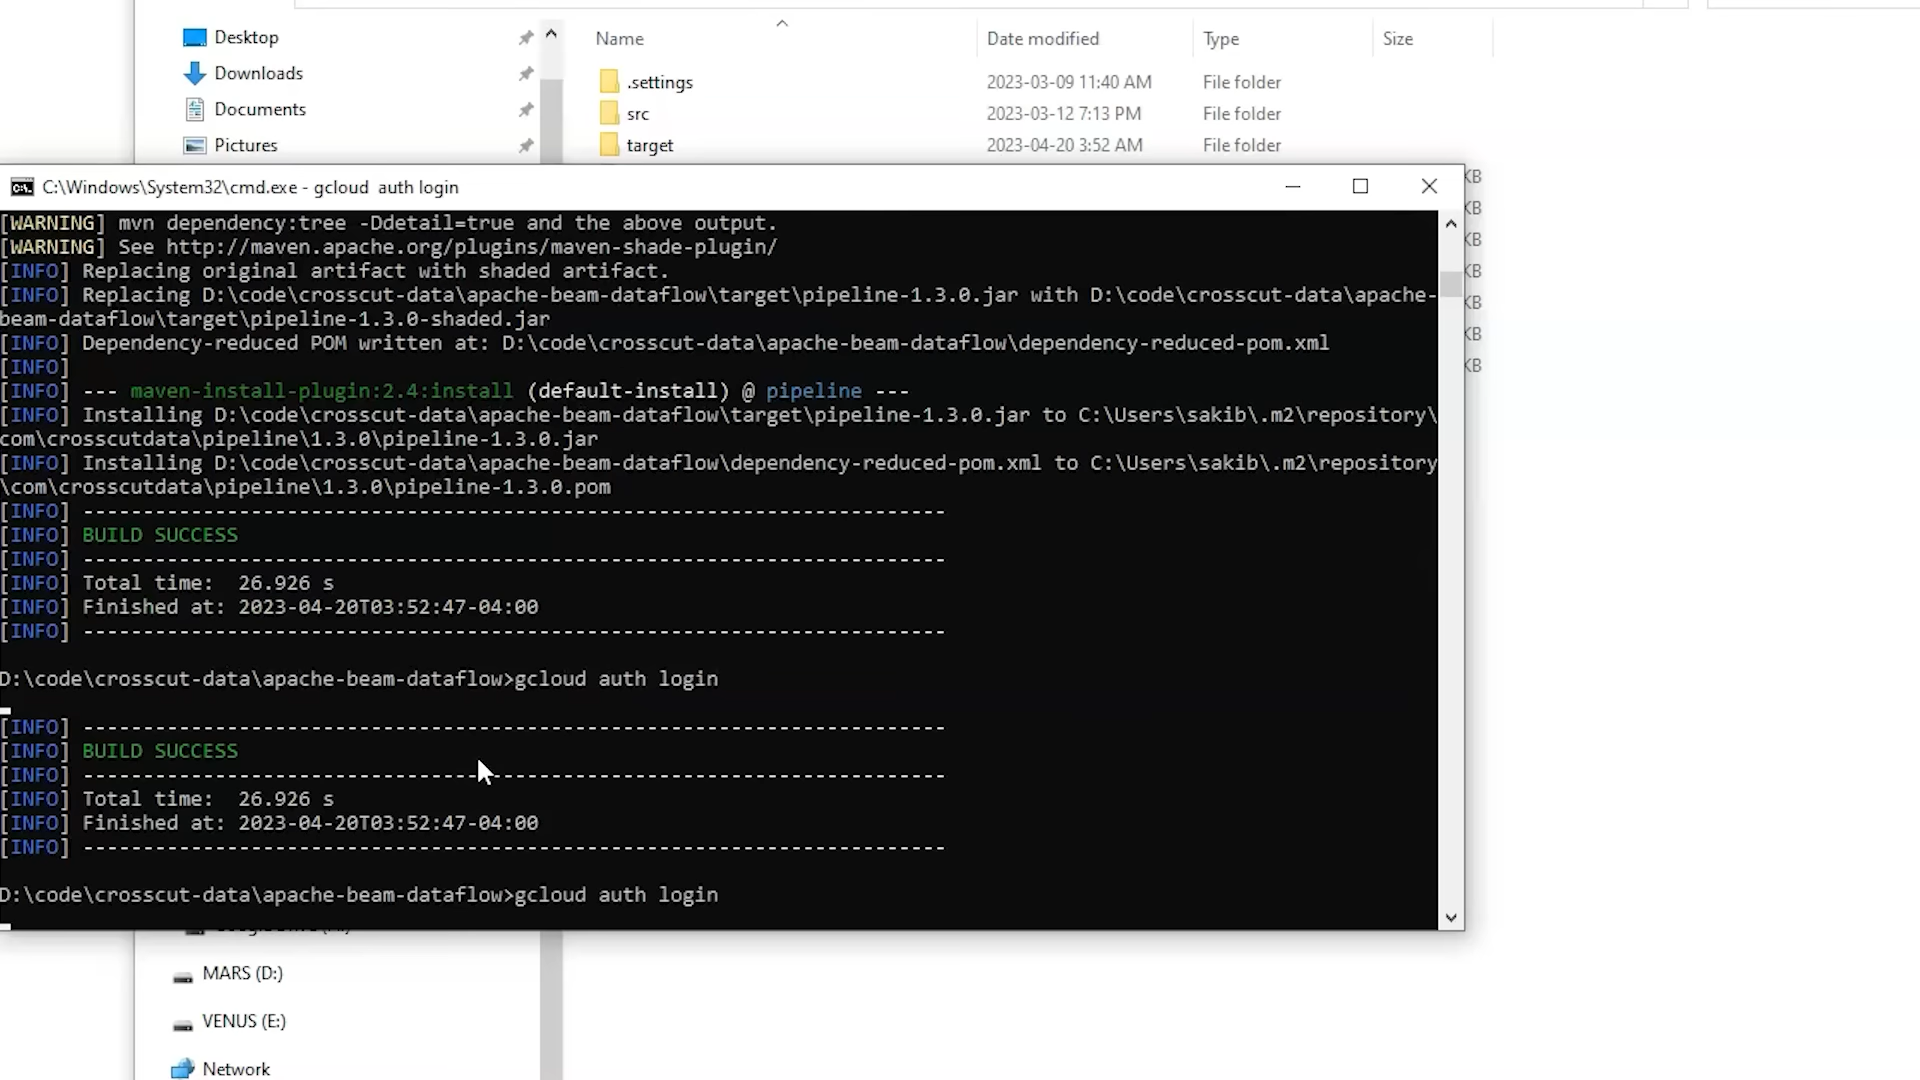 Desktop
Downloads
Documents
Pictures
Name Date modified Type Size
.settings 2023-03-09 11:40 AM File folder
src 2023-03-12 7:13 PM File folder
target 2023-04-20 3:52 AM File folder
KB
KB
KB
KB
KB
KB
KB
C:\Windows\System32\cmd.exe - gcloud  auth login
[WARNING] mvn dependency:tree -Ddetail=true and the above output.
[WARNING] See http://maven.apache.org/plugins/maven-shade-plugin/
[INFO] Replacing original artifact with shaded artifact.
[INFO] Replacing D:\code\crosscut-data\apache-beam-dataflow\target\pipeline-1.3.0.jar with D:\code\crosscut-data\apache-
beam-dataflow\target\pipeline-1.3.0-shaded.jar
[INFO] Dependency-reduced POM written at: D:\code\crosscut-data\apache-beam-dataflow\dependency-reduced-pom.xml
[INFO]
[INFO] --- maven-install-plugin:2.4:install (default-install) @ pipeline ---
[INFO] Installing D:\code\crosscut-data\apache-beam-dataflow\target\pipeline-1.3.0.jar to C:\Users\sakib\.m2\repository\
com\crosscutdata\pipeline\1.3.0\pipeline-1.3.0.jar
[INFO] Installing D:\code\crosscut-data\apache-beam-dataflow\dependency-reduced-pom.xml to C:\Users\sakib\.m2\repository
\com\crosscutdata\pipeline\1.3.0\pipeline-1.3.0.pom
[INFO] ------------------------------------------------------------------------
[INFO] BUILD SUCCESS
[INFO] ------------------------------------------------------------------------
[INFO] Total time:  26.926 s
[INFO] Finished at: 2023-04-20T03:52:47-04:00
[INFO] ------------------------------------------------------------------------
D:\code\crosscut-data\apache-beam-dataflow>gcloud auth login
[INFO] ------------------------------------------------------------------------
[INFO] BUILD SUCCESS
[INFO] ------------------------------------------------------------------------
[INFO] Total time:  26.926 s
[INFO] Finished at: 2023-04-20T03:52:47-04:00
[INFO] ------------------------------------------------------------------------
D:\code\crosscut-data\apache-beam-dataflow>gcloud auth login
MARS (D:)
VENUS (E:)
Network